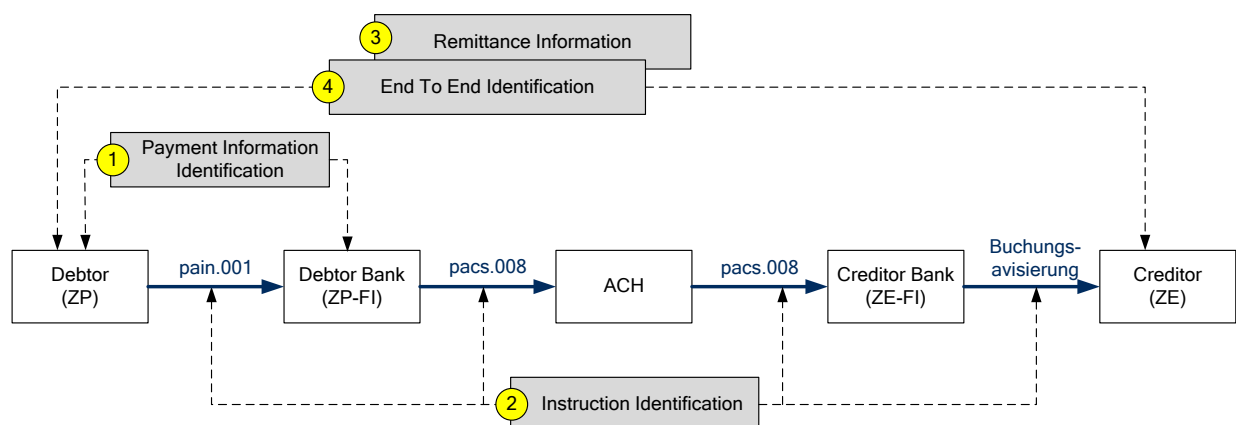 3
Remittance Information
4
End To End Identification
1
Payment Information
Identification
Debtor
(ZP)
pain.001
Debtor Bank
(ZP-FI)
pacs.008
ACH
pacs.008
Creditor Bank
(ZE-FI)
Buchungs-
avisierung
Creditor
(ZE)
2
Instruction Identification